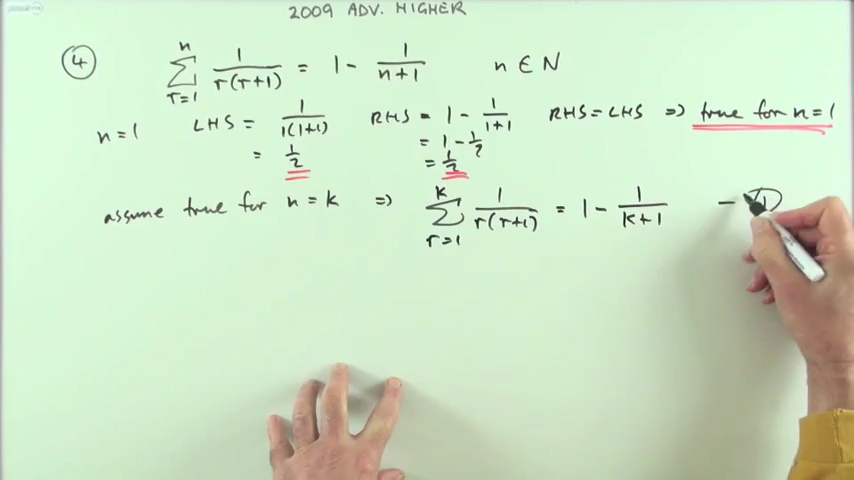 2009 ADV. HIGHER
④ n Σ r=1 1/r(r+1) = 1 - 1/n+1 n ∈ N
n=1 LHS = 1/1(1+1) RHS = 1 - 1/1+1 RHS = LHS ⇒ true for n=1
= 1/2 = 1 - 1/2
= 1/2
assume true for n = k ⇒ k Σ r=1 1/r(r+1) = 1 - 1/k+1 - ①